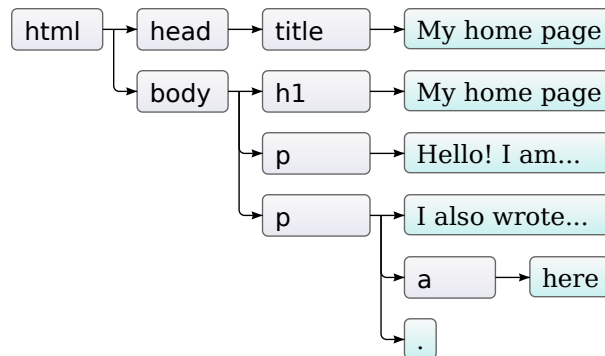 html head title My home page
body h1 My home page
p Hello! I am...
p I also wrote...
a here
.